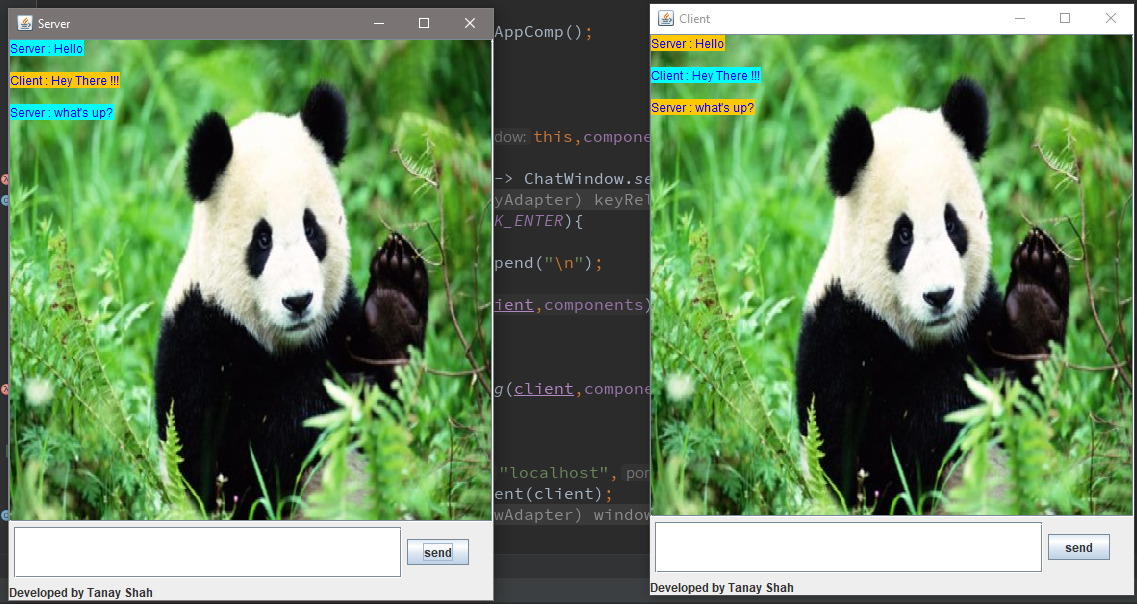 Server
Server : Hello
Client : Hey There !!!
Server : what's up?
send
Developed by Tanay Shah
AppComp();
dow: this,compone
-> ChatWindow.se
yAdapter) keyRel
K_ENTER){
pend("\n");
ient,components)
g(client,compone
"localhost", por
ent(client);
wAdapter) window
Client
Server : Hello
Client : Hey There !!!
Server : what's up?
send
Developed by Tanay Shah